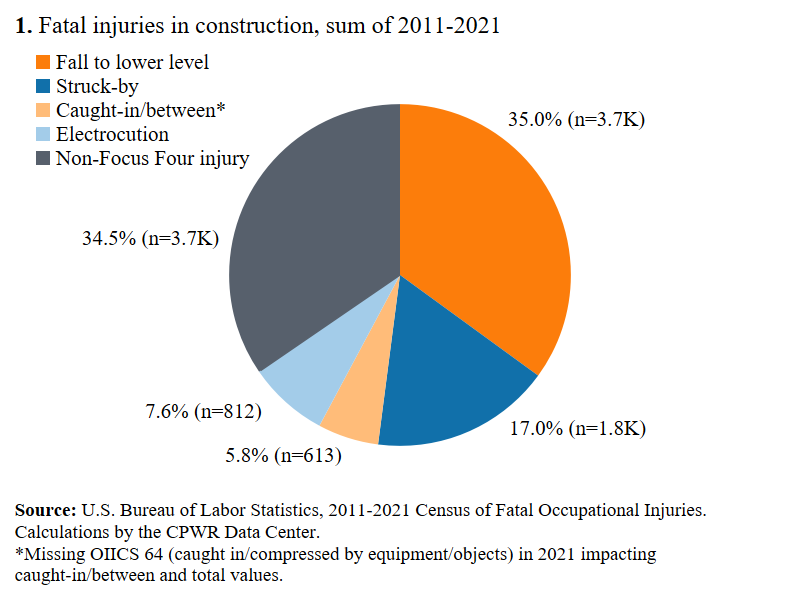 1. Fatal injuries in construction, sum of 2011-2021
Fall to lower level
Struck-by
Caught-in/between*
Electrocution
Non-Focus Four injury
35.0% (n=3.7K)
34.5% (n=3.7K)
7.6% (n=812)
17.0% (n=1.8K)
5.8% (n=613)
Source: U.S. Bureau of Labor Statistics, 2011-2021 Census of Fatal Occupational Injuries.
Calculations by the CPWR Data Center.
*Missing OIICS 64 (caught in/compressed by equipment/objects) in 2021 impacting
caught-in/between and total values.